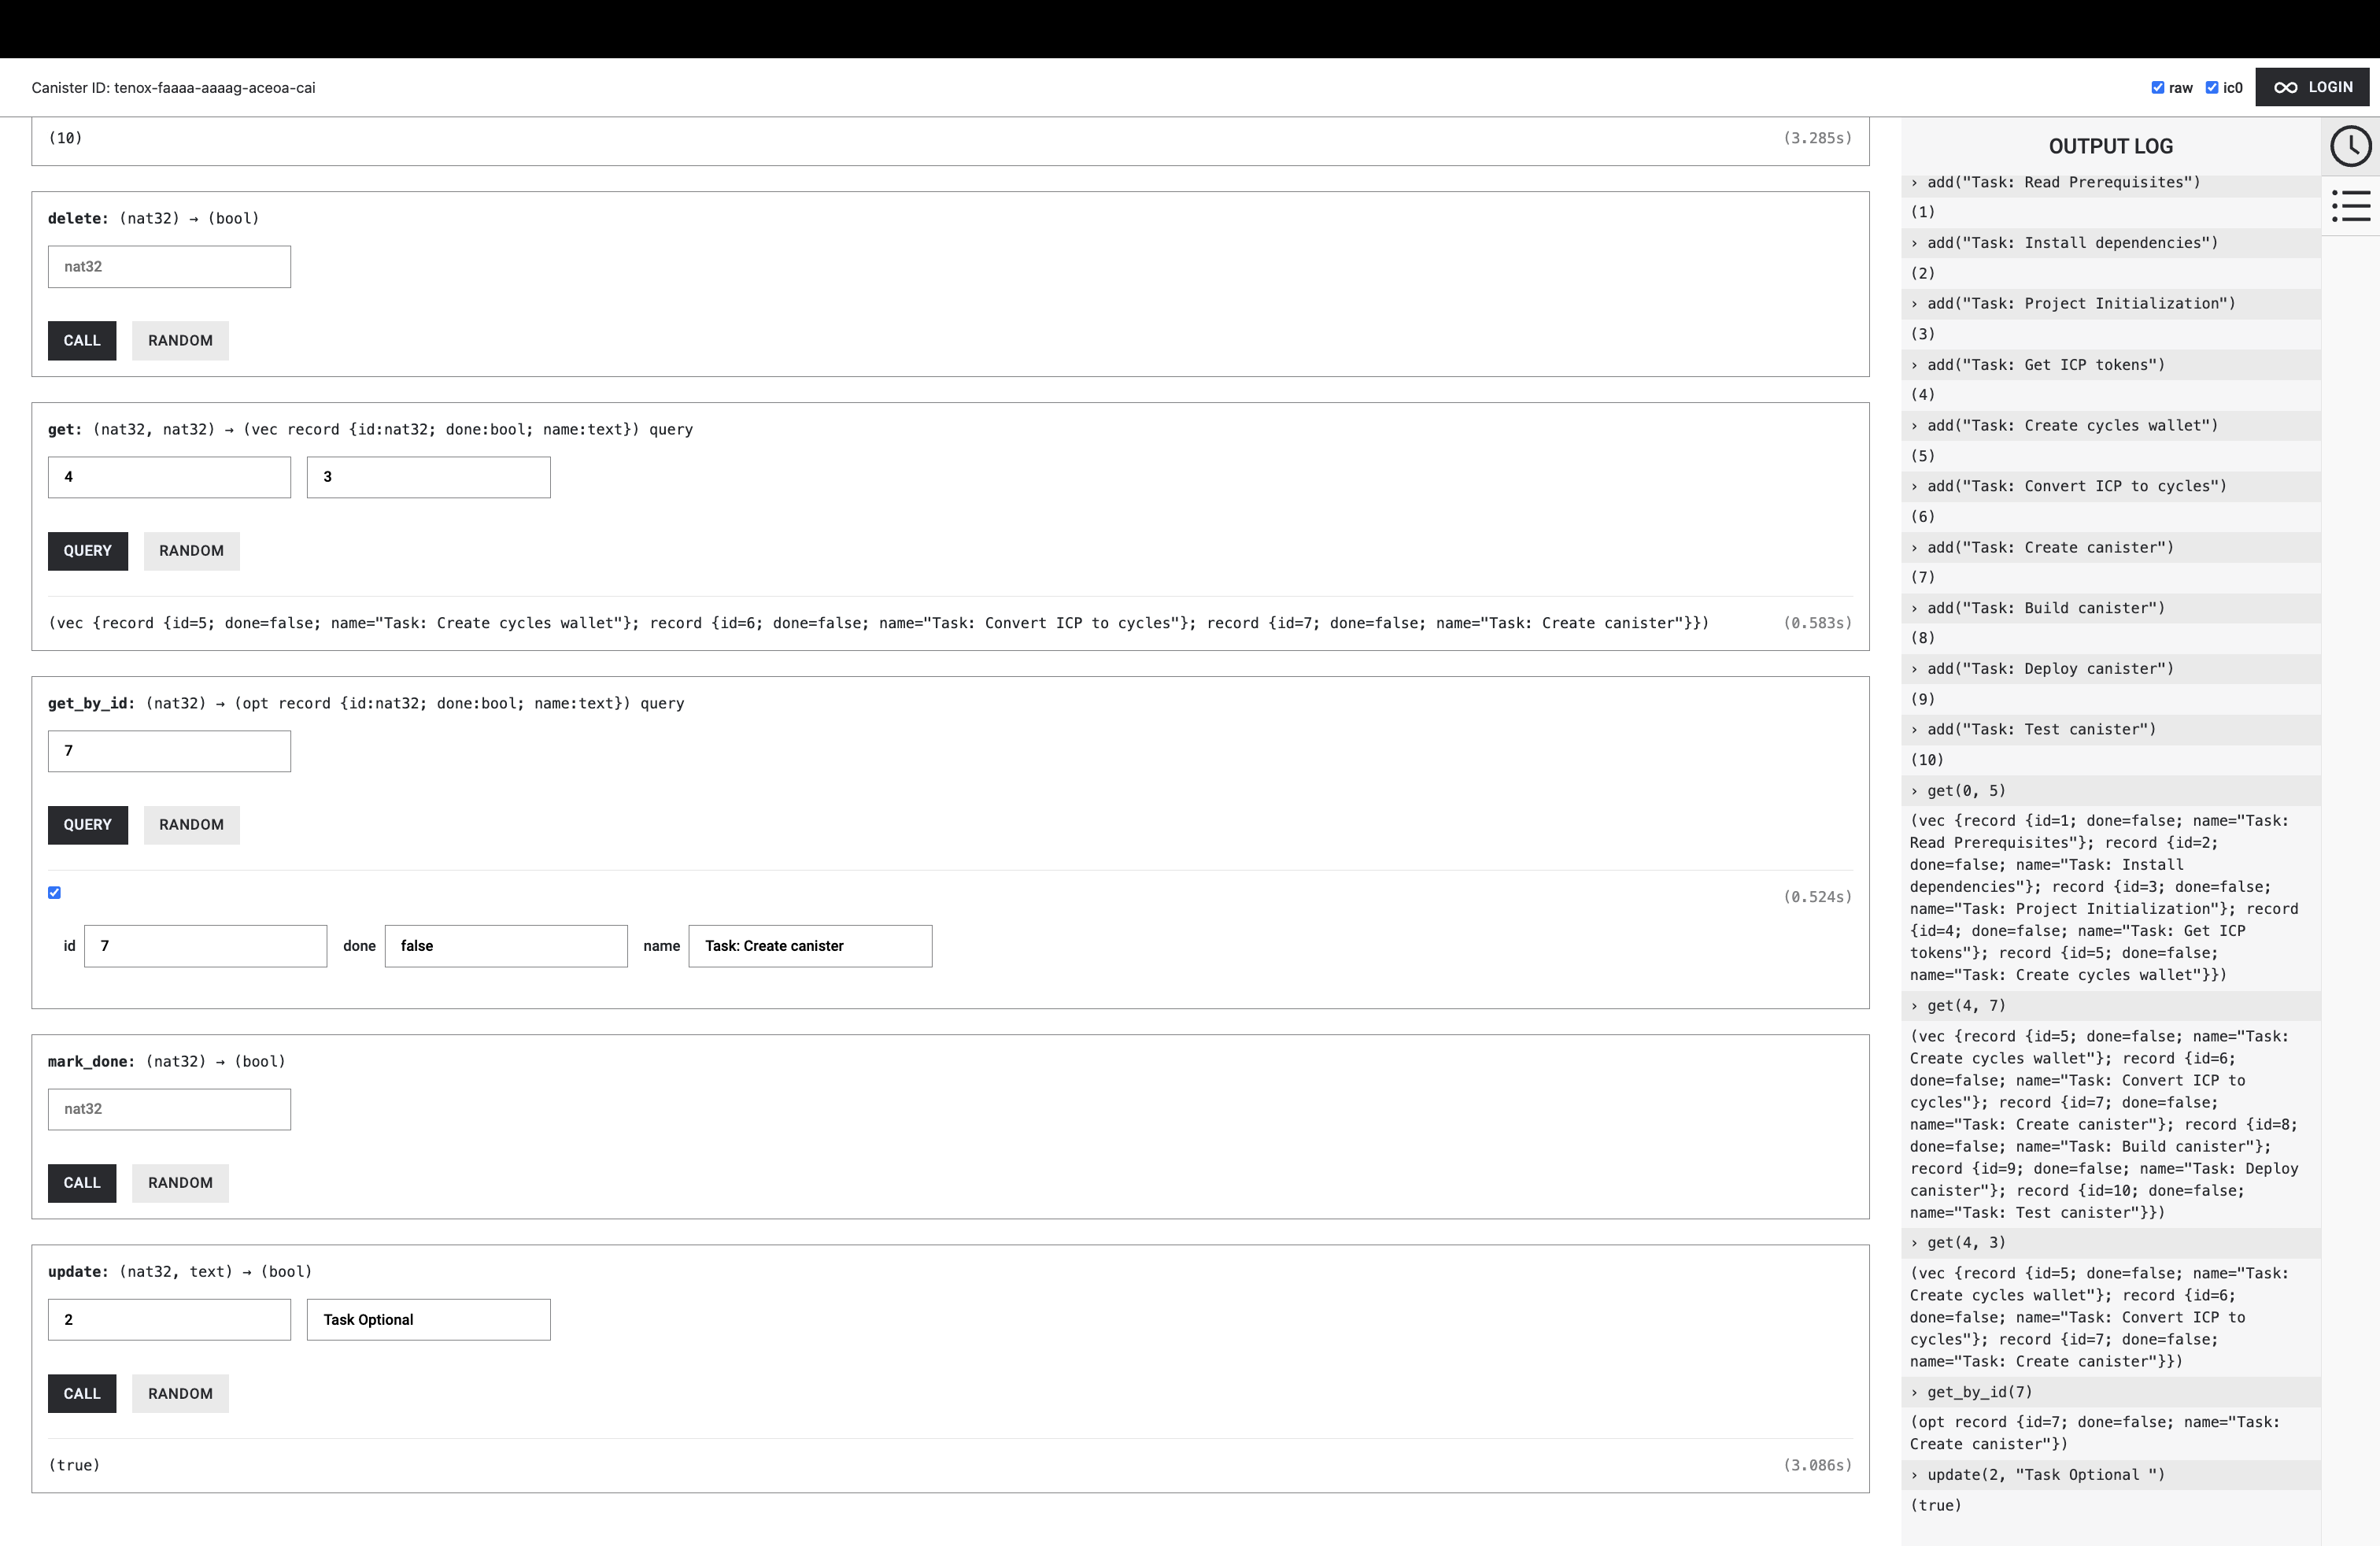 Canister ID: tenox-faaaa-aaaag-aceoa-cai
raw ic0 LOGIN
(10) (3.285s)
delete: (nat32) → (bool)
nat32
CALL RANDOM
get: (nat32, nat32) → (vec record {id:nat32; done:bool; name:text}) query
4 3
QUERY RANDOM
(vec {record {id=5; done=false; name="Task: Create cycles wallet"}; record {id=6; done=false; name="Task: Convert ICP to cycles"}; record {id=7; done=false; name="Task: Create canister"}}) (0.583s)
get_by_id: (nat32) → (opt record {id:nat32; done:bool; name:text}) query
7
QUERY RANDOM
(0.524s)
id 7 done false name Task: Create canister
mark_done: (nat32) → (bool)
nat32
CALL RANDOM
update: (nat32, text) → (bool)
2 Task Optional
CALL RANDOM
(true) (3.086s)
OUTPUT LOG
› add("Task: Read Prerequisites")
(1)
› add("Task: Install dependencies")
(2)
› add("Task: Project Initialization")
(3)
› add("Task: Get ICP tokens")
(4)
› add("Task: Create cycles wallet")
(5)
› add("Task: Convert ICP to cycles")
(6)
› add("Task: Create canister")
(7)
› add("Task: Build canister")
(8)
› add("Task: Deploy canister")
(9)
› add("Task: Test canister")
(10)
› get(0, 5)
(vec {record {id=1; done=false; name="Task:
Read Prerequisites"}; record {id=2;
done=false; name="Task: Install
dependencies"}; record {id=3; done=false;
name="Task: Project Initialization"}; record
{id=4; done=false; name="Task: Get ICP
tokens"}; record {id=5; done=false;
name="Task: Create cycles wallet"}})
› get(4, 7)
(vec {record {id=5; done=false; name="Task:
Create cycles wallet"}; record {id=6;
done=false; name="Task: Convert ICP to
cycles"}; record {id=7; done=false;
name="Task: Create canister"}; record {id=8;
done=false; name="Task: Build canister"};
record {id=9; done=false; name="Task: Deploy
canister"}; record {id=10; done=false;
name="Task: Test canister"}})
› get(4, 3)
(vec {record {id=5; done=false; name="Task:
Create cycles wallet"}; record {id=6;
done=false; name="Task: Convert ICP to
cycles"}; record {id=7; done=false;
name="Task: Create canister"}})
› get_by_id(7)
(opt record {id=7; done=false; name="Task:
Create canister"})
› update(2, "Task Optional ")
(true)